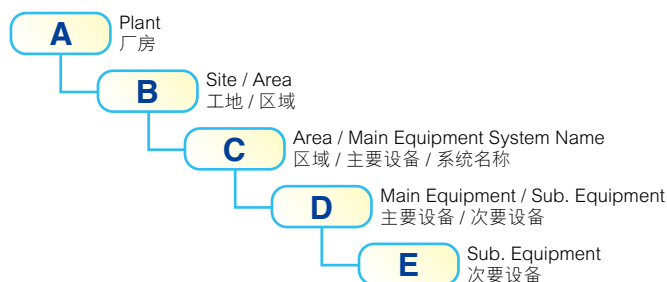 A
Plant
厂房
B
Site / Area
工地 / 区域
C
Area / Main Equipment System Name
区域 / 主要设备 / 系统名称
D
Main Equipment / Sub. Equipment
主要设备 / 次要设备
E
Sub. Equipment
次要设备